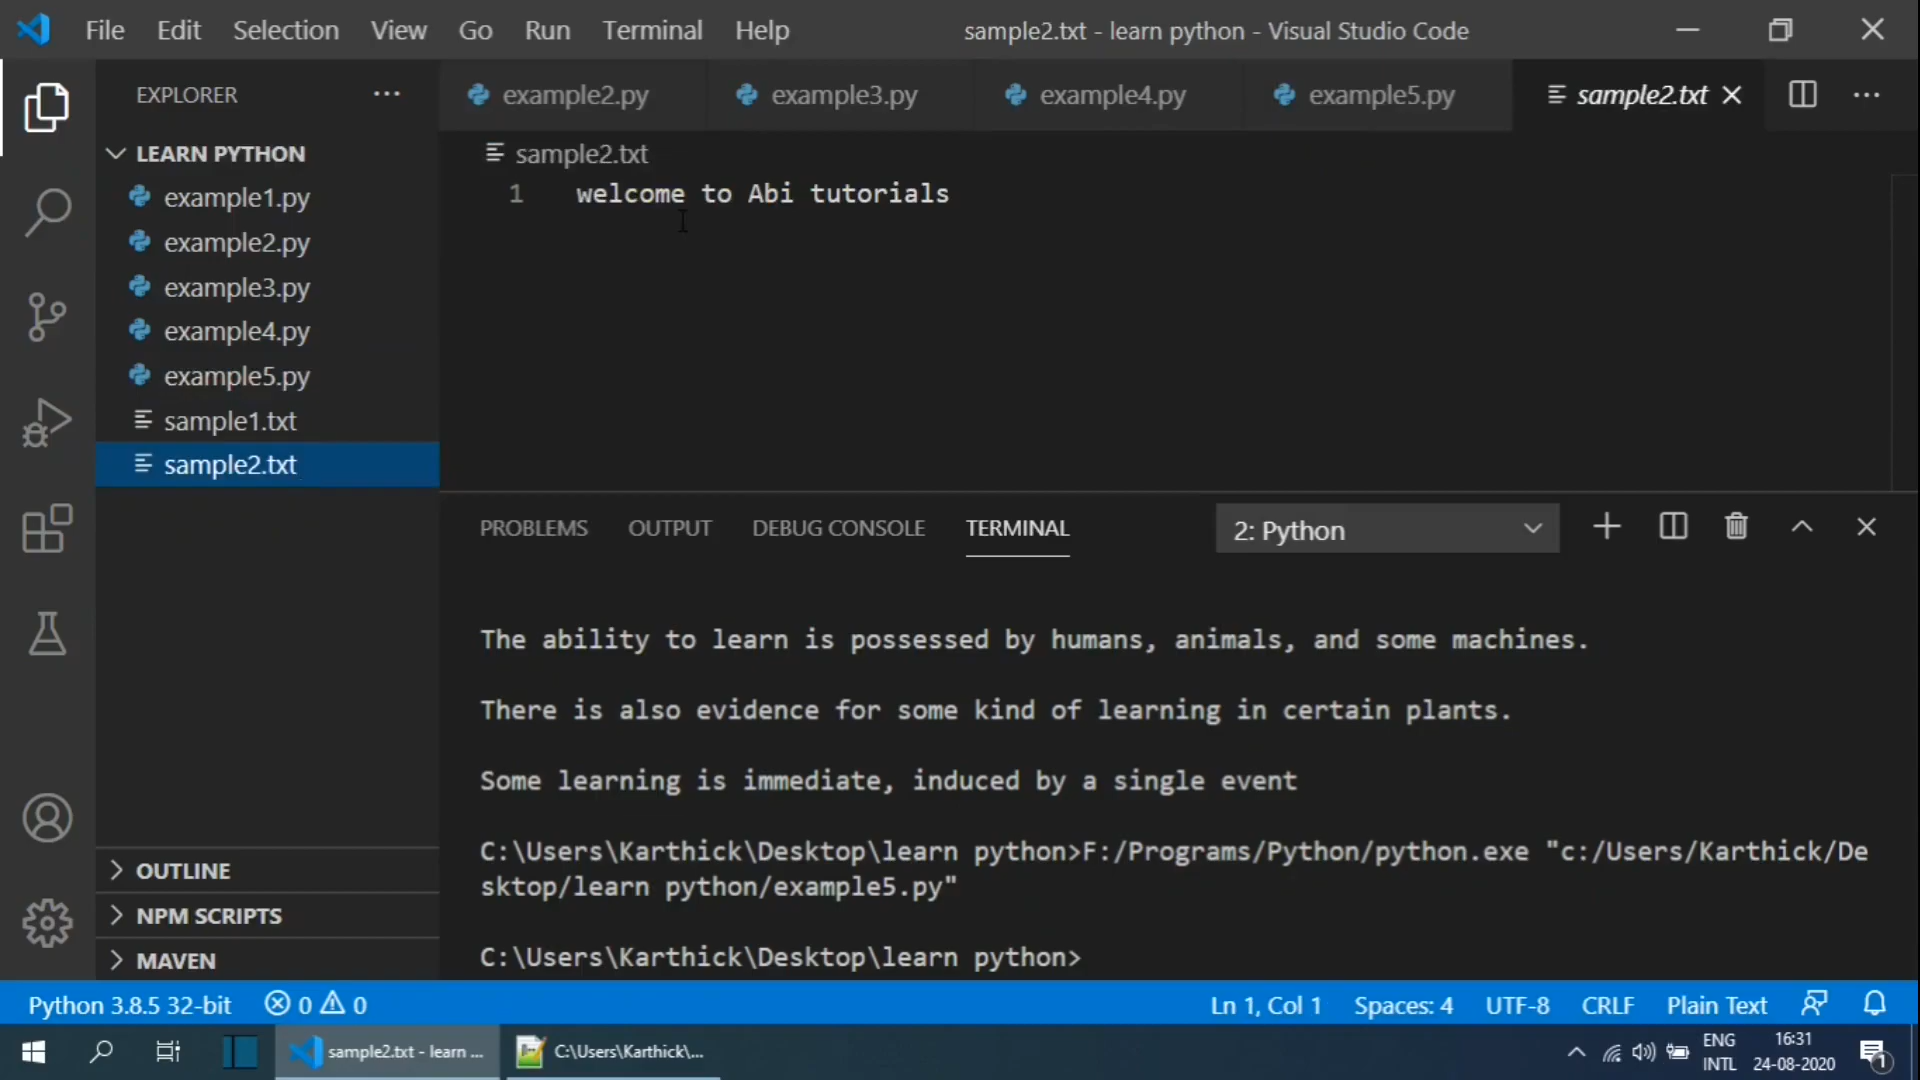 File Edit Selection View Go Run Terminal Help sample2.txt - learn python - Visual Studio Code
EXPLORER
example2.py example3.py example4.py example5.py sample2.txt
LEARN PYTHON
example1.py
example2.py
example3.py
example4.py
example5.py
sample1.txt
sample2.txt
OUTLINE
NPM SCRIPTS
MAVEN
sample2.txt
1 welcome to Abi tutorials
PROBLEMS OUTPUT DEBUG CONSOLE TERMINAL 2: Python
The ability to learn is possessed by humans, animals, and some machines.
There is also evidence for some kind of learning in certain plants.
Some learning is immediate, induced by a single event
C:\Users\Karthick\Desktop\learn python>F:/Programs/Python/python.exe "c:/Users/Karthick/De
sktop/learn python/example5.py"
C:\Users\Karthick\Desktop\learn python>
Python 3.8.5 32-bit 0 0 Ln 1, Col 1 Spaces: 4 UTF-8 CRLF Plain Text
sample2.txt - learn ... C:\Users\Karthick\... ENG 16:31
INTL 24-08-2020 1